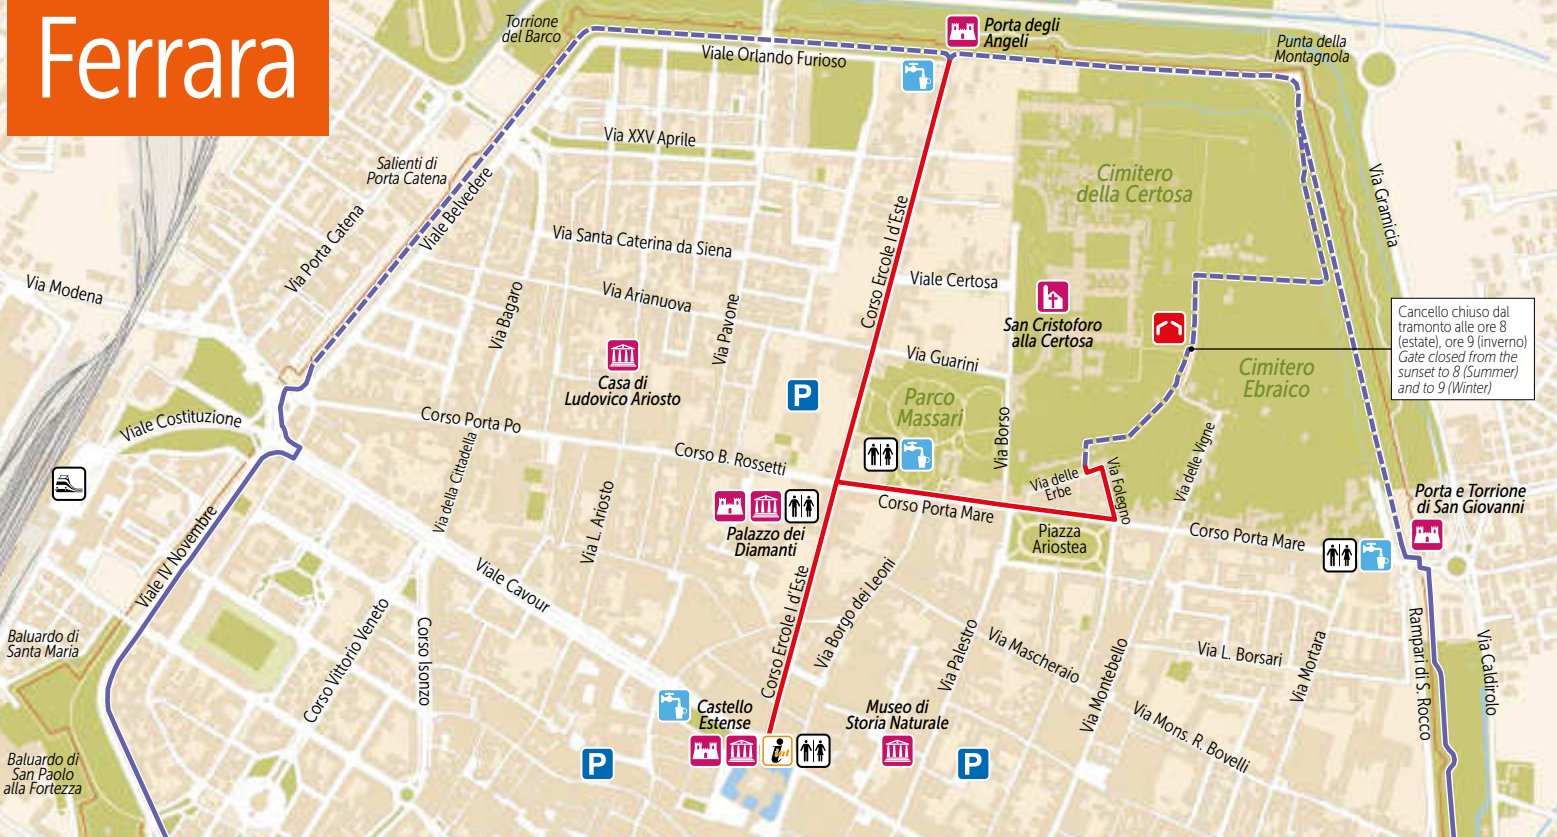 Ferrara
Torrione
del Barco
Porta degli
Angeli
Punta della
Montagnola
Viale Orlando Furioso
Via XXV Aprile
Salienti di
Porta Catena
Viale Belvedere
Via Porta Catena
Via Modena
Via Santa Caterina da Siena
Via Arianuova
Via Bagaro
Via Pavone
Corso Ercole I d'Este
Cimitero
della Certosa
Via Gramicia
Viale Certosa
San Cristoforo
alla Certosa
Cancello chiuso dal
tramonto alle ore 8
(estate), ore 9 (inverno)
Gate closed from the
sunset to 8 (Summer)
and to 9 (Winter)
Via Guarini
Cimitero
Ebraico
Casa di
Ludovico Ariosto
P
Parco
Massari
Viale Costituzione
Corso Porta Po
Via della Cittadella
Corso B. Rossetti
Via Borso
Via delle
Erbe
Via Folegno
Via delle Vigne
Porta e Torrione
di San Giovanni
Via L. Ariosto
Palazzo dei
Diamanti
Corso Porta Mare
Piazza
Ariostea
Corso Porta Mare
Viale IV Novembre
Viale Cavour
Corso Ercole I d'Este
Via Borgo dei Leoni
Baluardo di
Santa Maria
Corso Vittorio Veneto
Corso Isonzo
Via Palestro
Via Mascheraio
Via Montebello
Via L. Borsari
Via Mortara
Rampari di S. Rocco
Via Caldirolo
Castello
Estense
Museo di
Storia Naturale
Via Mons. R. Bovelli
Baluardo di
San Paolo
alla Fortezza
P
i
P